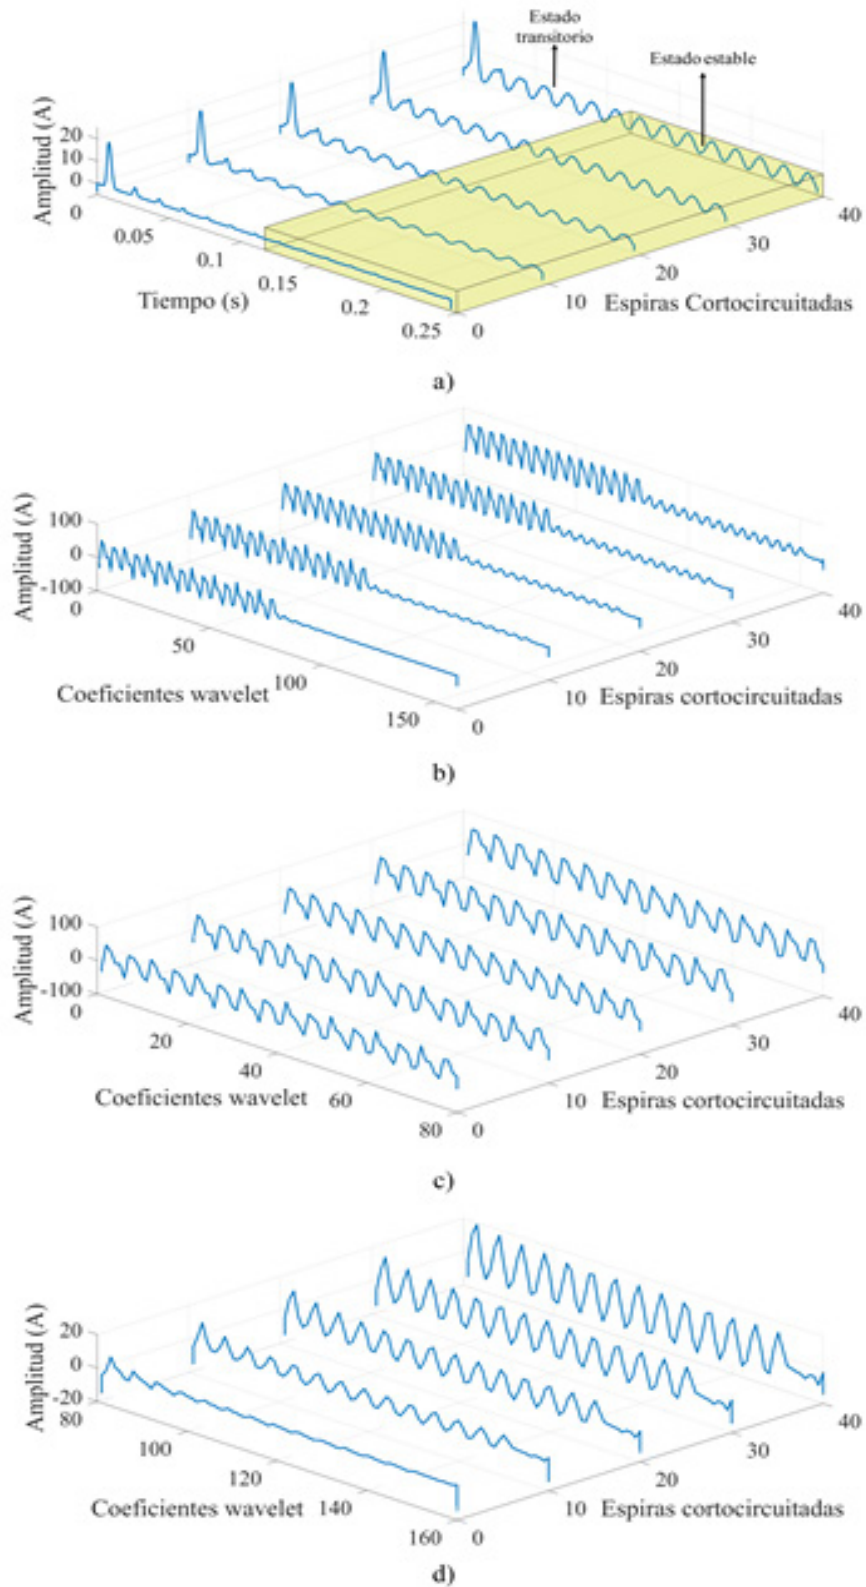 Estado
transitorio
Estado estable
Amplitud (A)
20
10
0
0
0.05
0.1
0.15
0.2
0.25
Tiempo (s)
0
10
20
30
40
Espiras Cortocircuitadas
a)
Amplitud (A)
100
0
-100
0
50
100
150
Coeficientes wavelet
0
10
20
30
40
Espiras cortocircuitadas
b)
Amplitud (A)
100
0
-100
0
20
40
60
80
Coeficientes wavelet
0
10
20
30
40
Espiras cortocircuitadas
c)
Amplitud (A)
20
0
-20
80
100
120
140
160
Coeficientes wavelet
0
10
20
30
40
Espiras cortocircuitadas
d)